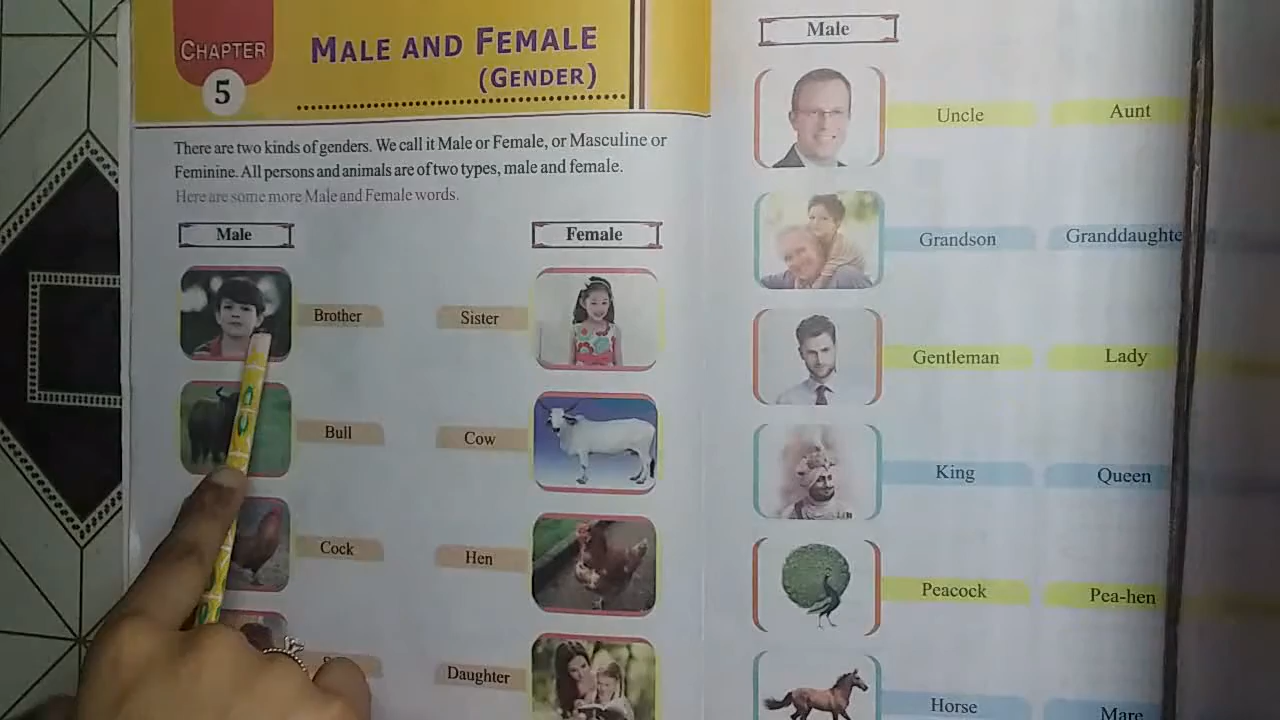 CHAPTER
5
MALE AND FEMALE
(GENDER)
There are two kinds of genders. We call it Male or Female, or Masculine or
Feminine. All persons and animals are of two types, male and female.
Here are some more Male and Female words.
Male
Female
Brother
Sister
Bull
Cow
Cock
Hen
Daughter
Male
Uncle
Aunt
Grandson
Granddaughte
Gentleman
Lady
King
Queen
Peacock
Pea-hen
Horse
Mare